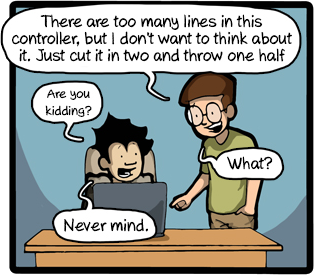 There are too many lines in this
controller, but I don't want to think about
it. Just cut it in two and throw one half
Are you
kidding?
What?
Never mind.